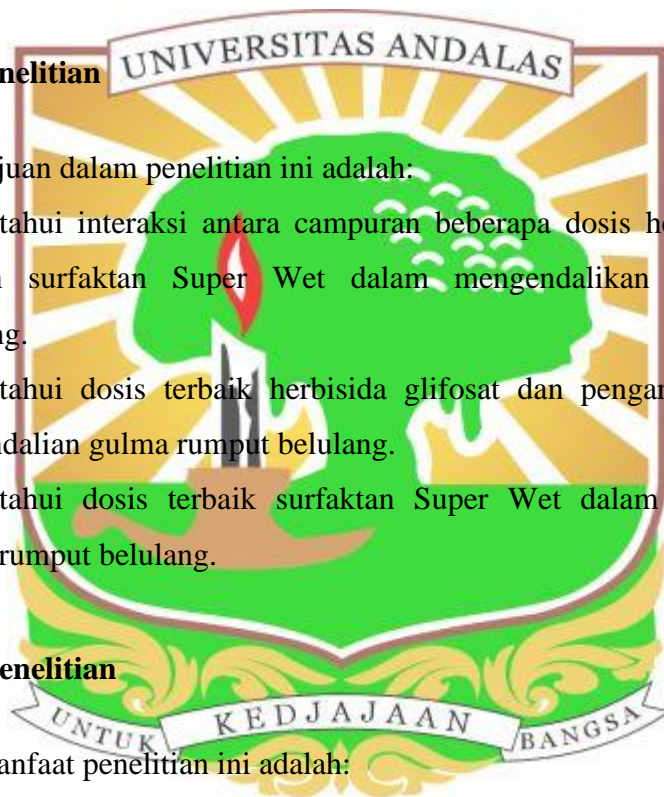 UNIVERSITAS ANDALAS
nelitian
juan dalam penelitian ini adalah:
tahui interaksi antara campuran beberapa dosis he
surfaktan Super Wet dalam mengendalikan
ng.
tahui dosis terbaik herbisida glifosat dan pengar
ndalian gulma rumput belulang.
tahui dosis terbaik surfaktan Super Wet dalam
rumput belulang.
enelitian
UNTUK KEDJAJAAN BANGSA
anfaat penelitian ini adalah: